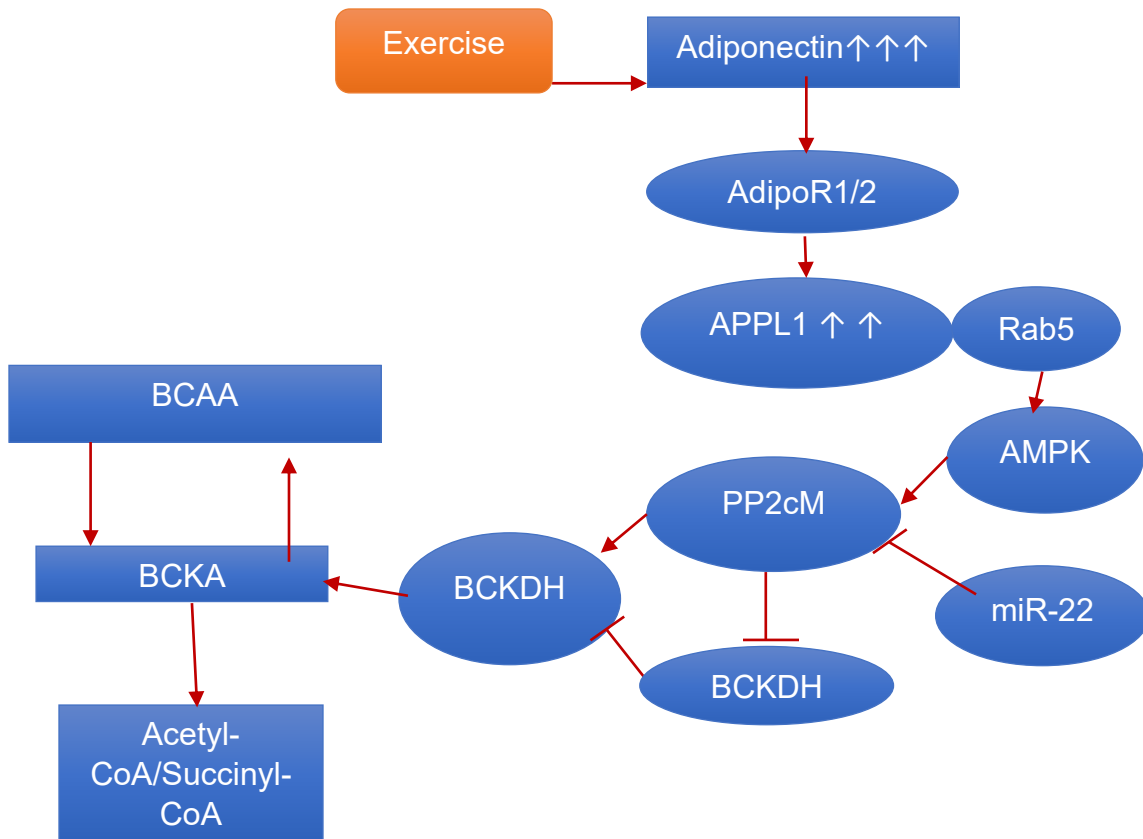 Exercise
Adiponectin↑↑↑
AdipoR1/2
APPL1 ↑ ↑
Rab5
BCAA
AMPK
PP2cM
BCKDH
BCKA
miR-22
BCKDH
Acetyl-
CoA/Succinyl-
CoA